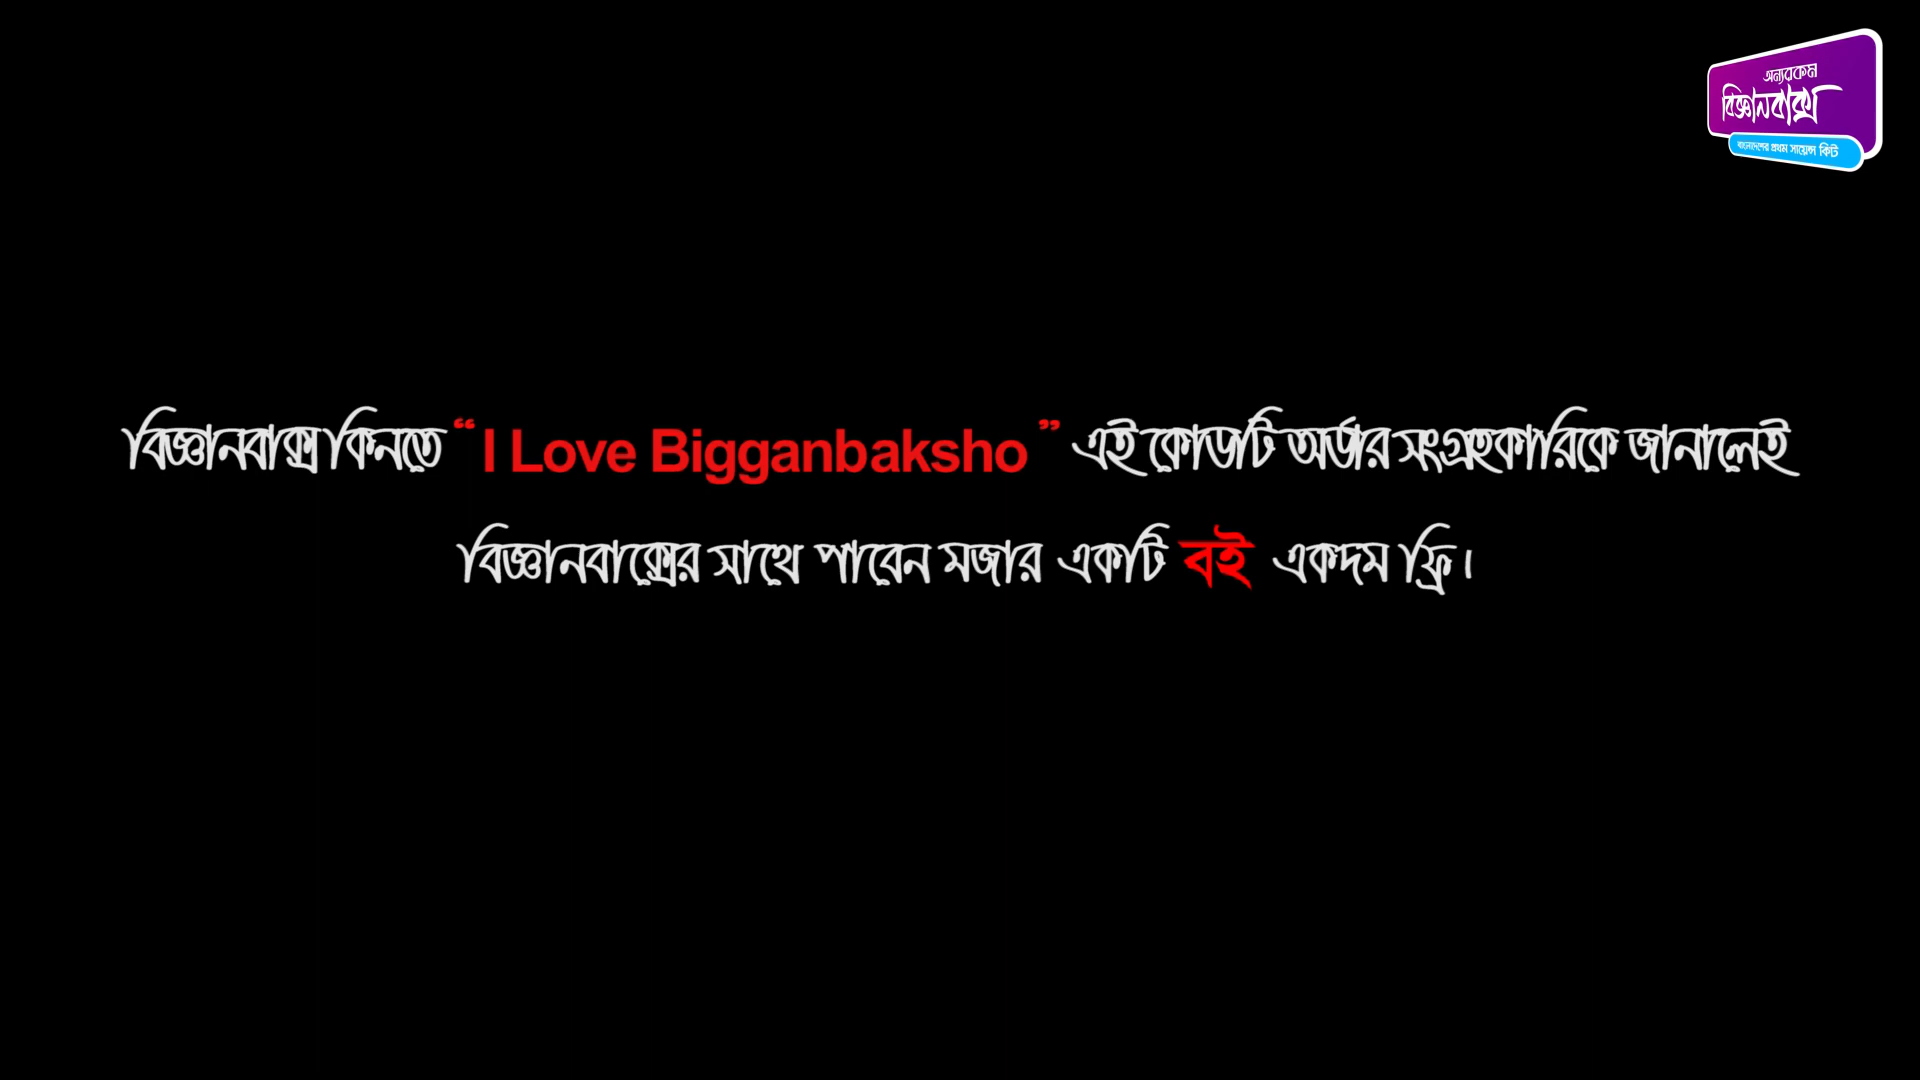 অন্যরকম
বিজ্ঞানবাক্স
বাংলাদেশের প্রথম সায়েন্স কিট
বিজ্ঞানবাক্স কিনতে “I Love Bigganbaksho” এই কোডটি অর্ডার সংগ্রহকারিকে জানালেই
বিজ্ঞানবাক্সের সাথে পাবেন মজার একটি বই একদম ফ্রি।